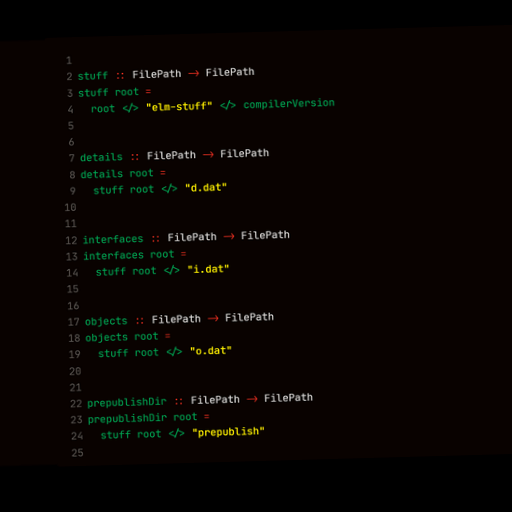 1
2 stuff :: FilePath -> FilePath
3 stuff root =
4   root </> "elm-stuff" </> compilerVersion
5
6
7 details :: FilePath -> FilePath
8 details root =
9   stuff root </> "d.dat"
10
11
12 interfaces :: FilePath -> FilePath
13 interfaces root =
14   stuff root </> "i.dat"
15
16
17 objects :: FilePath -> FilePath
18 objects root =
19   stuff root </> "o.dat"
20
21
22 prepublishDir :: FilePath -> FilePath
23 prepublishDir root =
24   stuff root </> "prepublish"
25